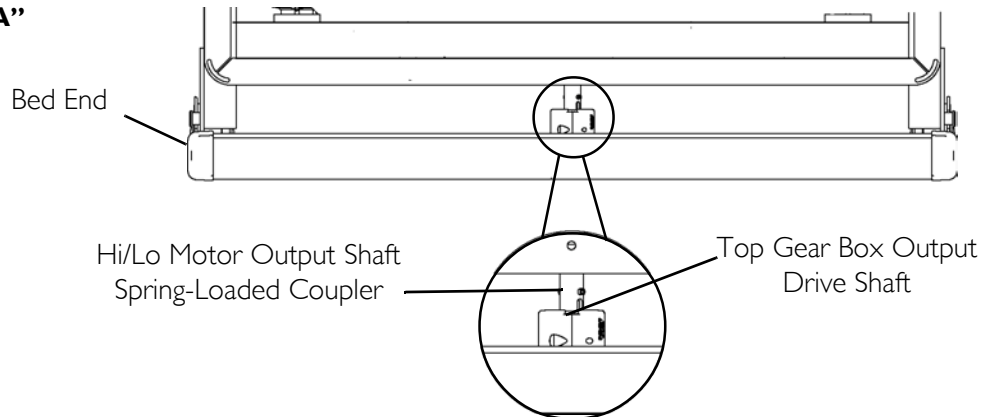 A”
Bed End
Hi/Lo Motor Output Shaft
Spring-Loaded Coupler
Top Gear Box Output
Drive Shaft